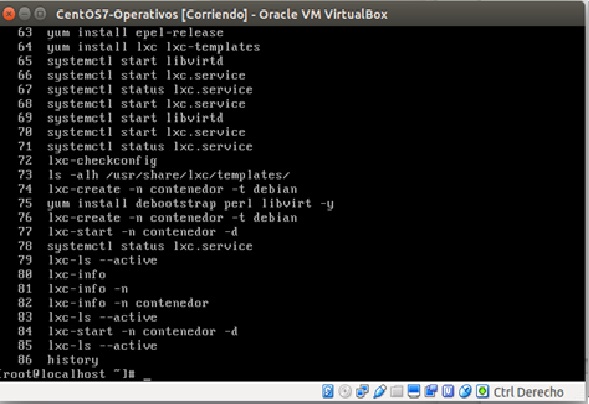 CentOS7-Operativos [Corriendo] - Oracle VM VirtualBox
63 yum install epel-release
64 yum install lxc lxc-templates
65 systemctl start libvirtd
66 systemctl start lxc.service
67 systemctl status lxc.service
68 systemctl start lxc.service
69 systemctl start libvirtd
70 systemctl start lxc.service
71 systemctl status lxc.service
72 lxc-checkconfig
73 ls -alh /usr/share/lxc/templates/
74 lxc-create -n contenedor -t debian
75 yum install debootstrap perl libvirt -y
76 lxc-create -n contenedor -t debian
77 lxc-start -n contenedor -d
78 systemctl status lxc.service
79 lxc-ls --active
80 lxc-info
81 lxc-info -n
82 lxc-info -n contenedor
83 lxc-ls --active
84 lxc-start -n contenedor -d
85 lxc-ls --active
86 history
[root@localhost ~]# _
Ctrl Derecho